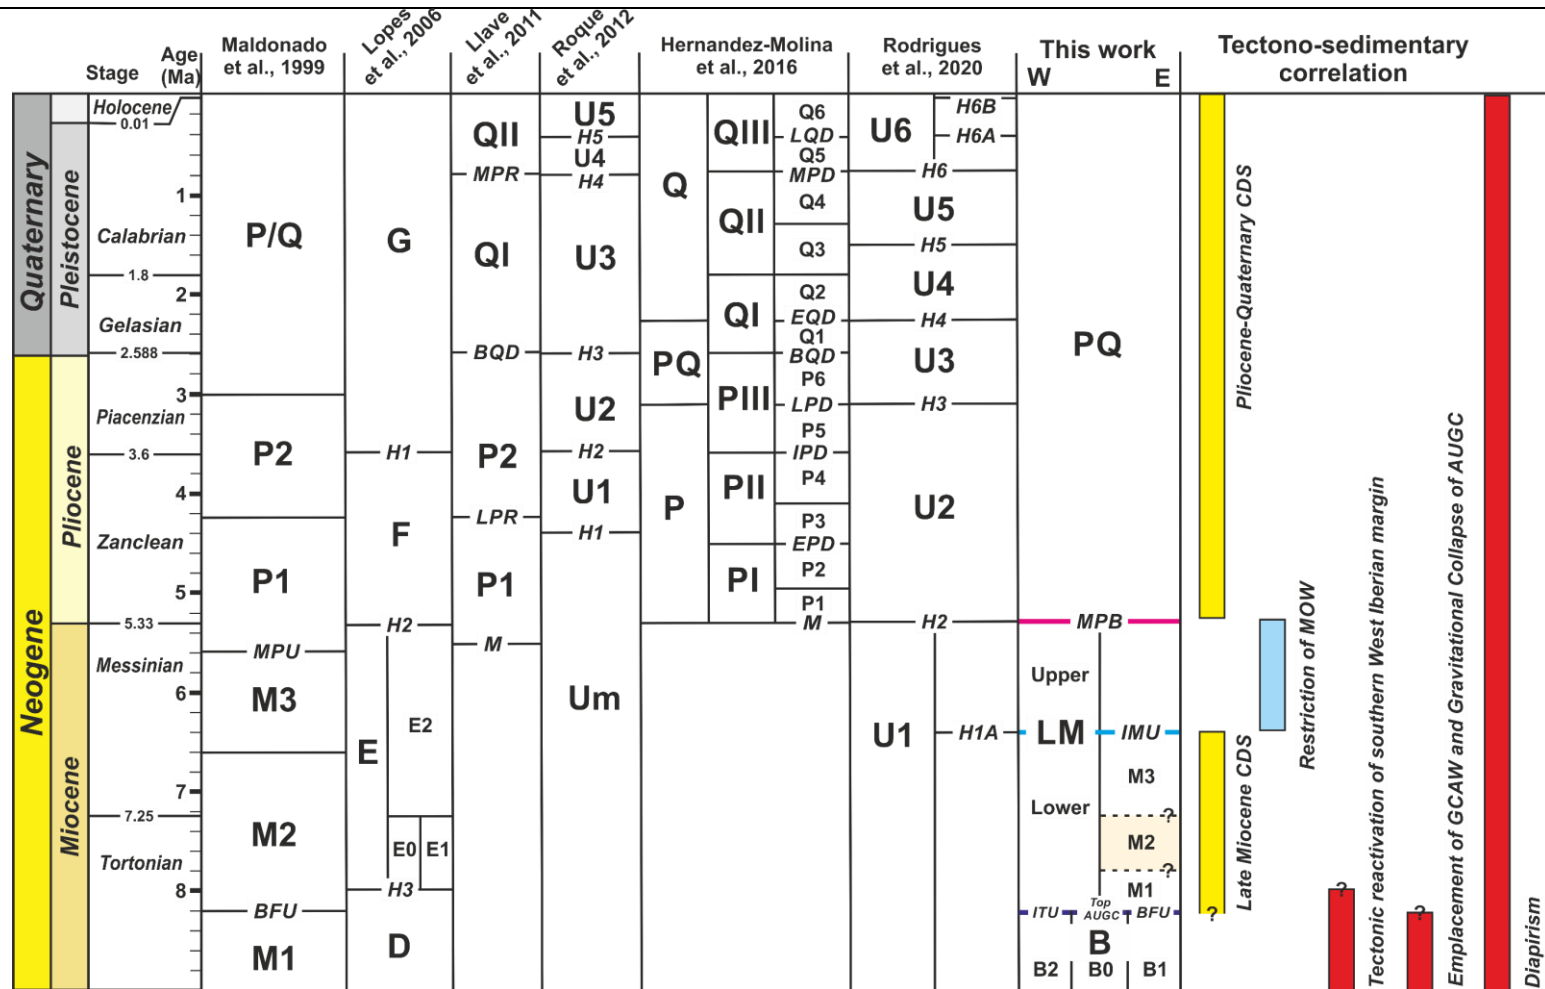 Stage
Age
(Ma)
Maldonado
et al., 1999
Lopes
et al., 2006
Llave
et al., 2011
Roque
et al., 2012
Hernandez-Molina
et al., 2016
Rodrigues
et al., 2020
This work
W E
Tectono-sedimentary
correlation
Quaternary
Neogene
Pleistocene
Pliocene
Miocene
Holocene
0.01
Calabrian
1.8
Gelasian
2.588
Piacenzian
3.6
Zanclean
5.33
Messinian
7.25
Tortonian
1
2
3
4
5
6
7
8
P/Q
P2
P1
MPU
M3
M2
BFU
M1
G
H1
F
H2
E
E2
E0
E1
H3
D
QII
MPR
QI
BQD
P2
LPR
P1
M
U5
H5
U4
H4
U3
H3
U2
H2
U1
H1
Um
Q
PQ
P
QIII
QII
QI
PIII
PII
PI
Q6
LQD
Q5
MPD
Q4
Q3
Q2
EQD
Q1
BQD
P6
LPD
P5
IPD
P4
P3
EPD
P2
P1
M
U6
H6B
H6A
H6
U5
H5
U4
H4
U3
H3
U2
H2
U1
H1A
PQ
MPB
Upper
LM
IMU
M3
Lower
?
M2
?
M1
ITU
Top
AUGC
BFU
B
B2
B0
B1
Pliocene-Quaternary CDS
Late Miocene CDS
?
Restriction of MOW
?
Tectonic reactivation of southern West Iberian margin
?
Emplacement of GCAW and Gravitational Collapse of AUGC
Diapirism